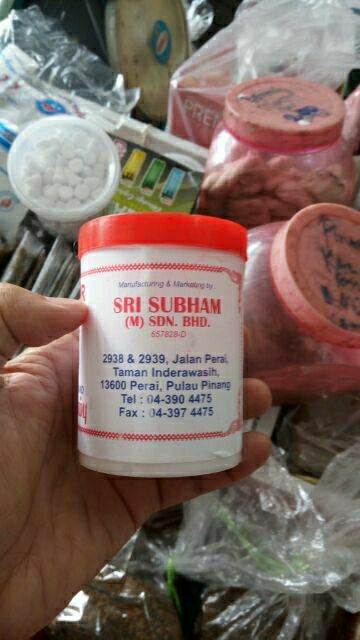 Manufacturing & Marketing by :
SRI SUBHAM
(M) SDN. BHD.
657828-D
2938 & 2939, Jalan Perai,
Taman Inderawasih,
13600 Perai, Pulau Pinang
Tel : 04-390 4475
Fax : 04-397 4475
PREM